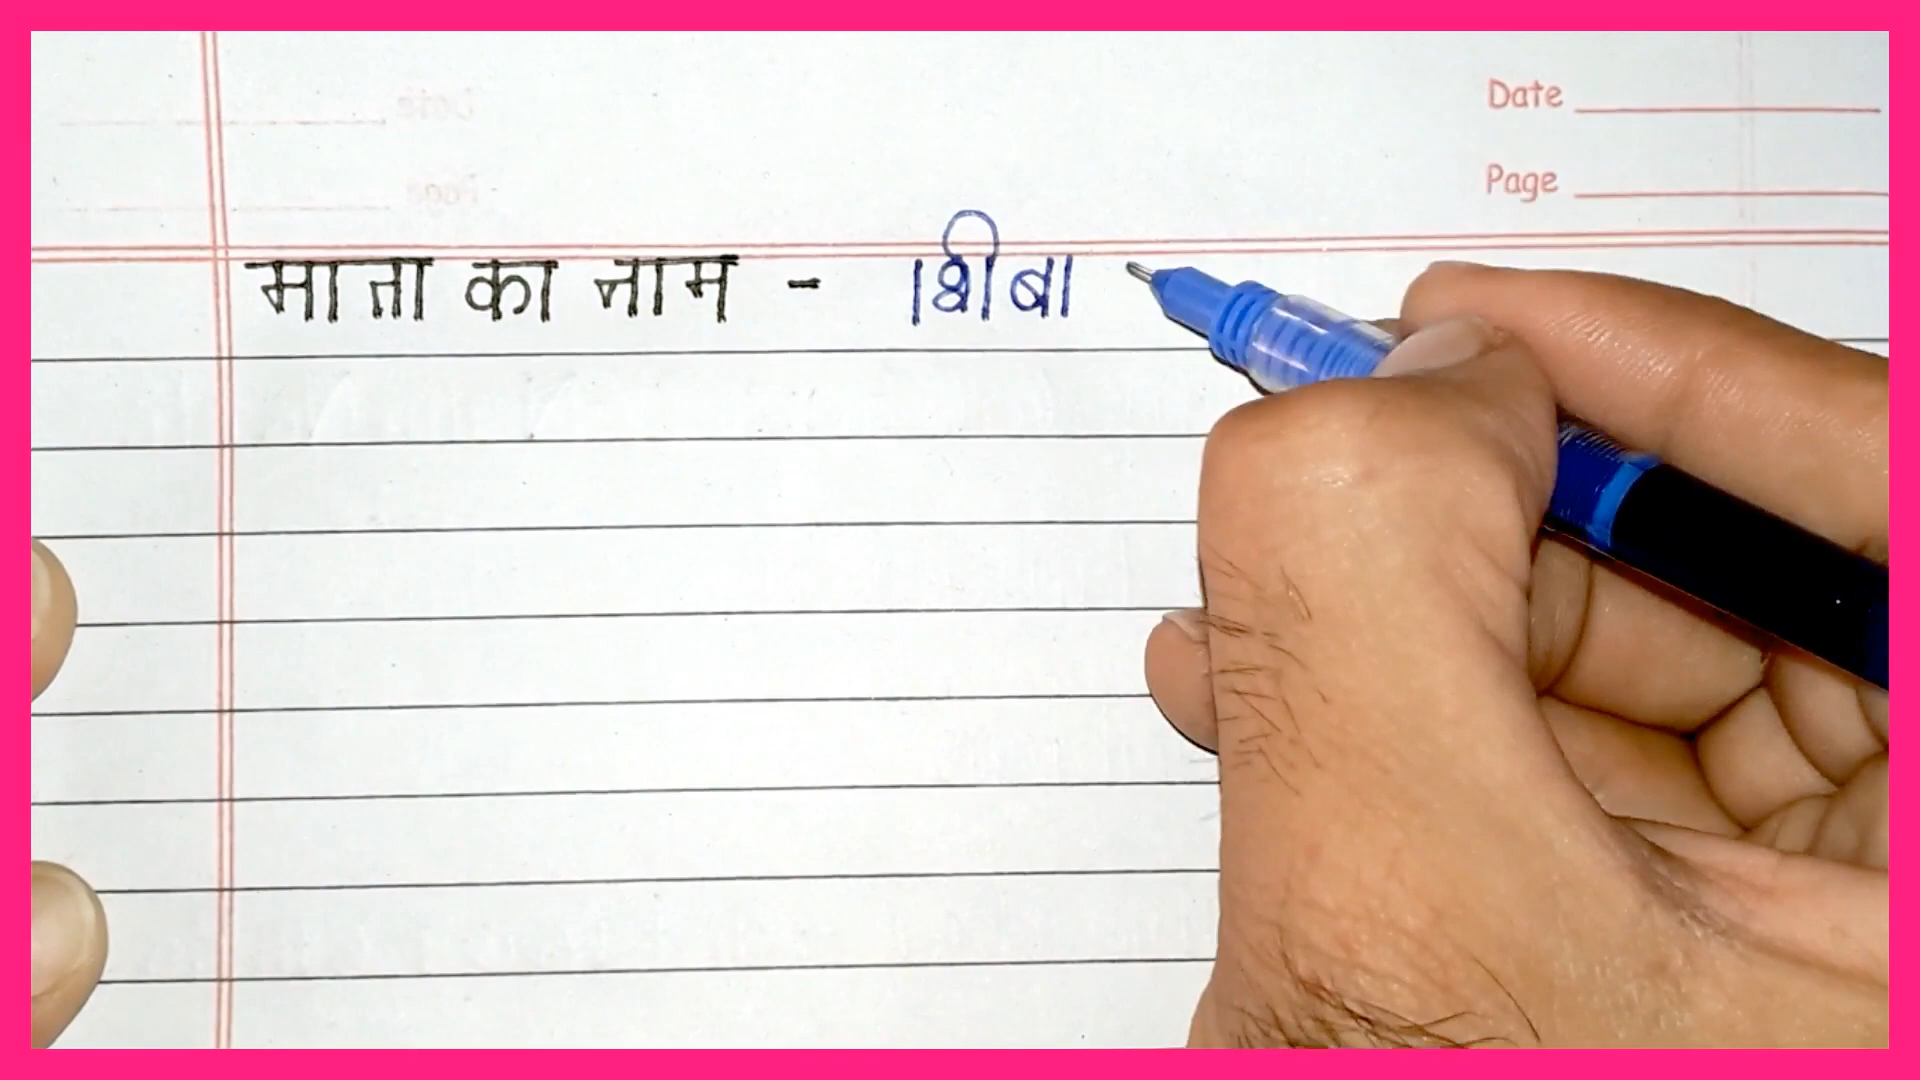 Date
Page
माता का नाम -